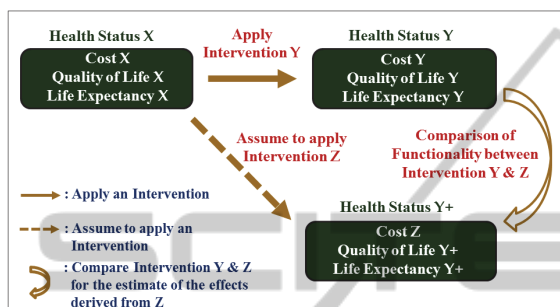 Health Status X
Cost X
Quality of Life X
Life Expectancy X
Apply
Intervention Y
Health Status Y
Cost Y
Quality of Life Y
Life Expectancy Y
Assume to apply
Intervention Z
Comparison of
Functionality between
Intervention Y & Z
Health Status Y+
Cost Z
Quality of Life Y+
Life Expectancy Y+
: Apply an Intervention
: Assume to apply an
Intervention
: Compare Intervention Y & Z
for the estimate of the effects
derived from Z